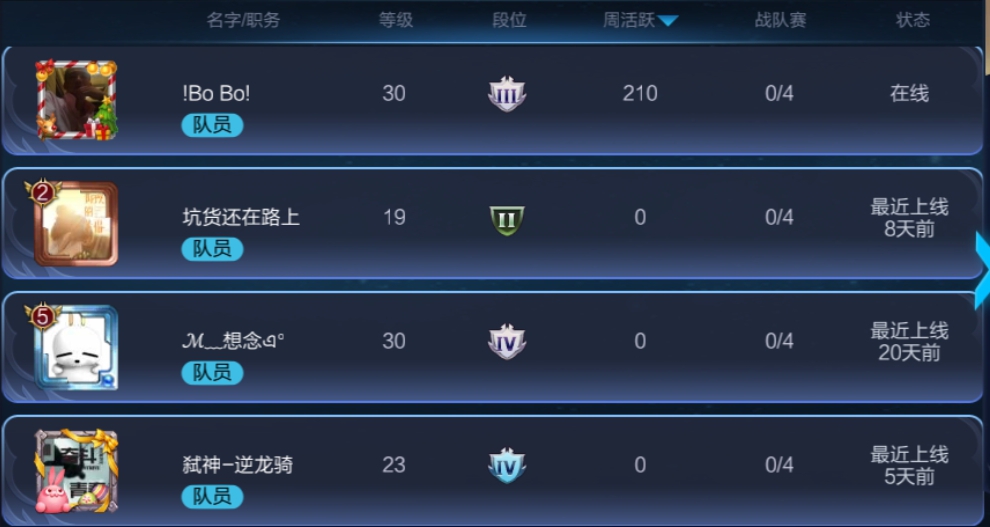 名字/职务 等级 段位 周活跃 战队赛 状态
!Bo Bo! 30 III 210 0/4 在线
队员
2
坑货还在路上 19 II 0 0/4 最近上线
8天前
队员
5
ℳ﹏想念ঞ° 30 IV 0 0/4 最近上线
20天前
队员
弑神–逆龙骑 23 IV 0 0/4 最近上线
5天前
队员
奋斗